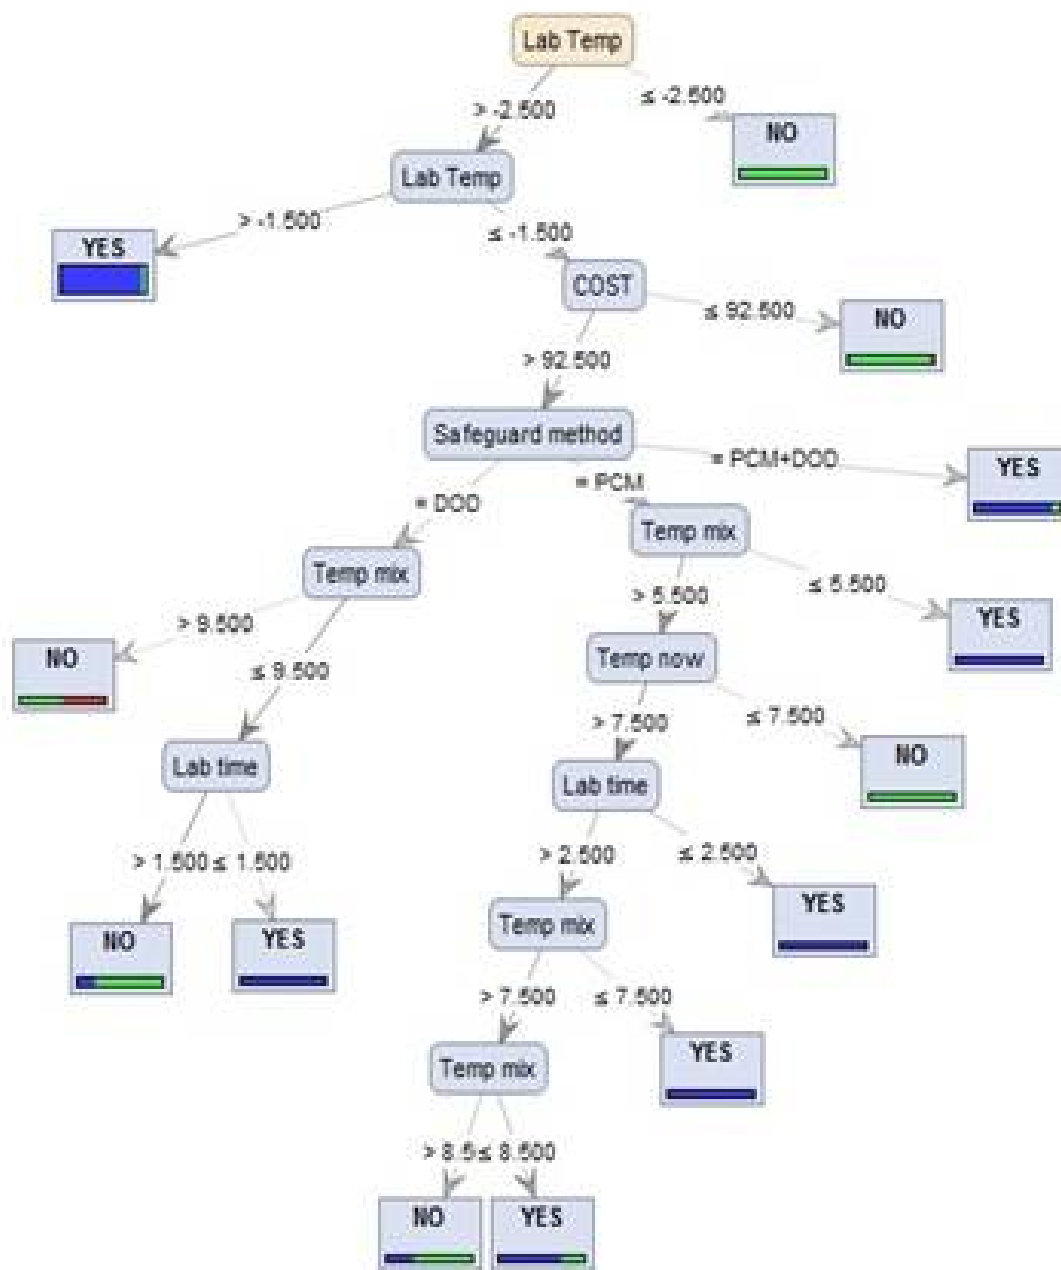 Lab Temp
> -2.500
≤ -2.500
NO
Lab Temp
> -1.500
≤ -1.500
YES
COST
≤ 92.500
NO
> 92.500
Safeguard method
= PCM+DOD
YES
= DOD
= PCM
Temp mix
Temp mix
> 9.500
≤ 9.500
NO
> 5.500
≤ 5.500
YES
Temp now
> 7.500
≤ 7.500
NO
Lab time
Lab time
> 1.500
≤ 1.500
NO
YES
> 2.500
≤ 2.500
YES
Temp mix
> 7.500
≤ 7.500
YES
Temp mix
> 8.5
≤ 8.500
NO
YES